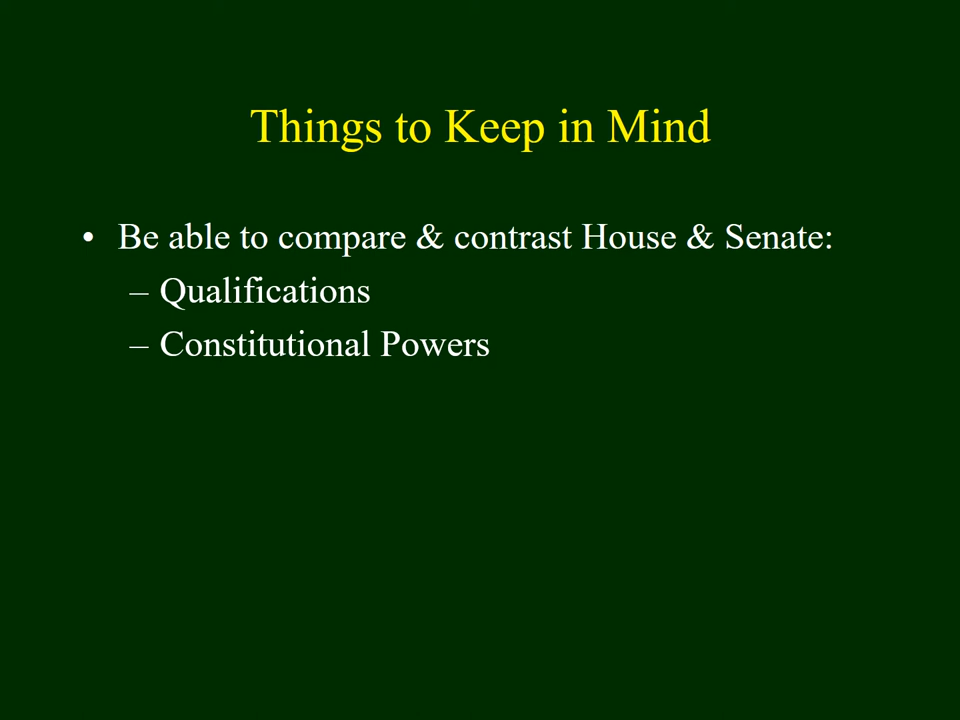 Things to Keep in Mind
• Be able to compare & contrast House & Senate:
– Qualifications
– Constitutional Powers